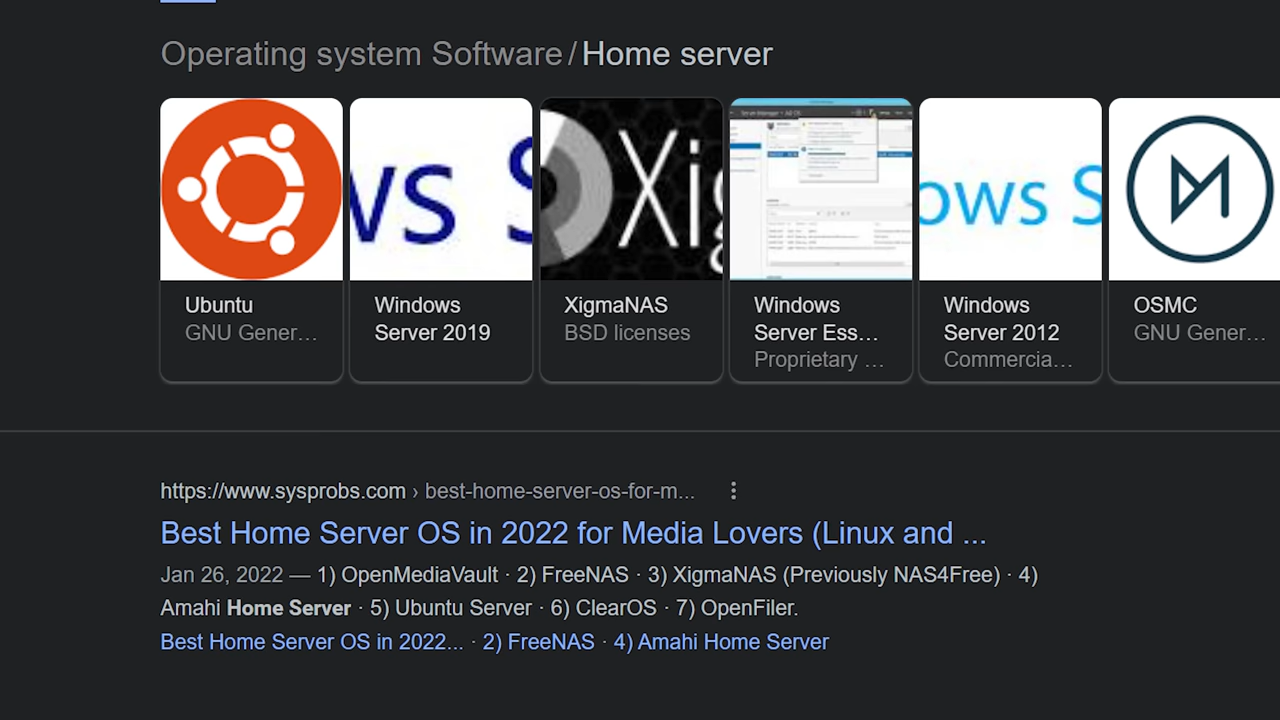 Operating system Software / Home server
ws S
Xig
ows S
Ubuntu
GNU Gener...
Windows
Server 2019
XigmaNAS
BSD licenses
Windows
Server Ess...
Proprietary ...
Windows
Server 2012
Commercia...
OSMC
GNU Gener...
https://www.sysprobs.com › best-home-server-os-for-m...
Best Home Server OS in 2022 for Media Lovers (Linux and ...
Jan 26, 2022 — 1) OpenMediaVault · 2) FreeNAS · 3) XigmaNAS (Previously NAS4Free) · 4)
Amahi Home Server · 5) Ubuntu Server · 6) ClearOS · 7) OpenFiler.
Best Home Server OS in 2022... · 2) FreeNAS · 4) Amahi Home Server